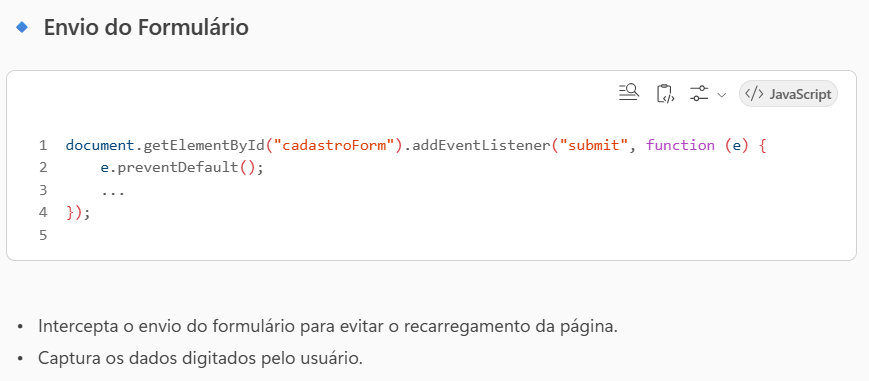 Envio do Formulário
</> JavaScript
1 document.getElementById("cadastroForm").addEventListener("submit", function (e) {
2     e.preventDefault();
3     ...
4 });
5
• Intercepta o envio do formulário para evitar o recarregamento da página.
• Captura os dados digitados pelo usuário.